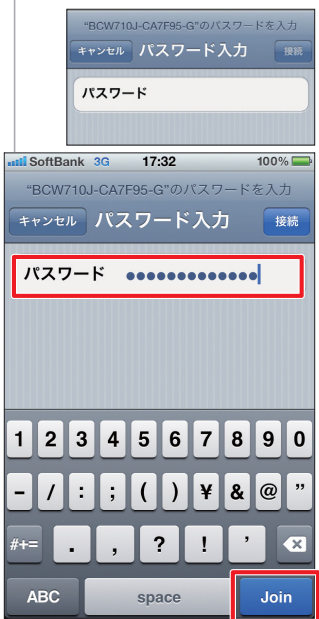 "BCW710J-CA7F95-G"のパスワードを入力
キャンセル パスワード入力 接続
パスワード
SoftBank 3G 17:32 100%
"BCW710J-CA7F95-G"のパスワードを入力
キャンセル パスワード入力 接続
パスワード ●●●●●●●●●●●●●
1 2 3 4 5 6 7 8 9 0
- / : ; ( ) ¥ & @ ”
#+= . , ? ! ’
ABC space Join